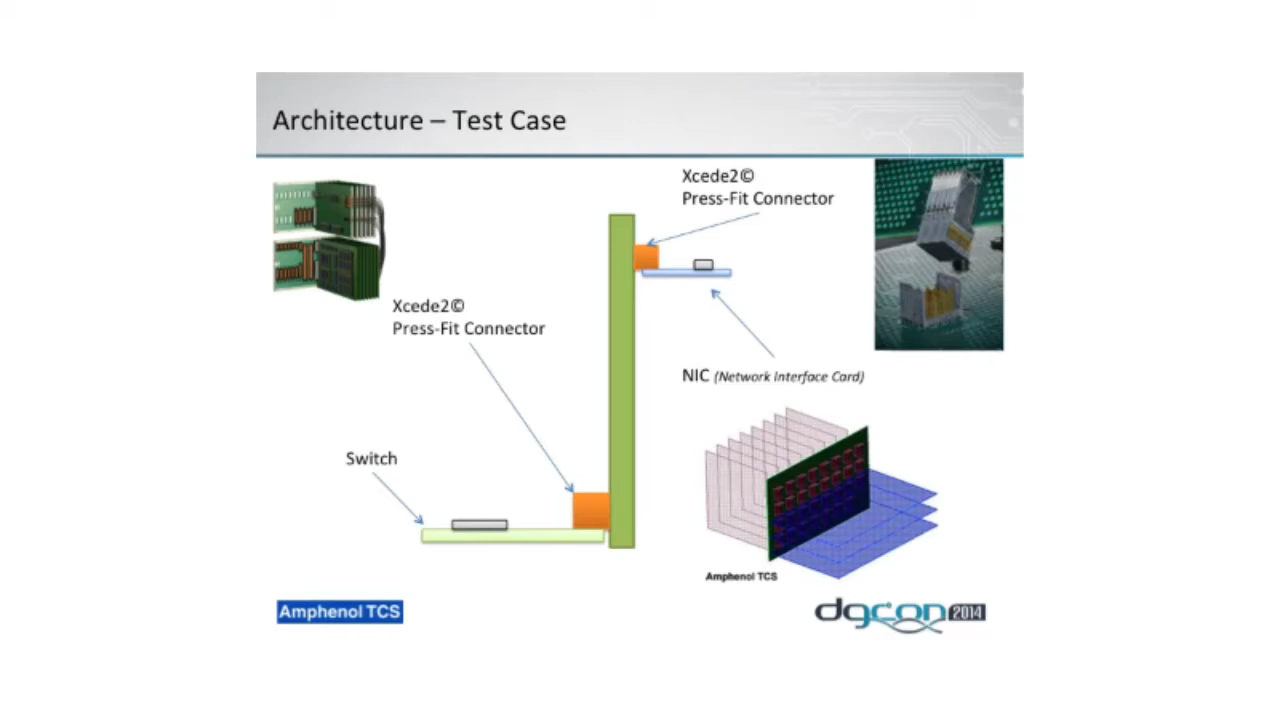 Architecture – Test Case
Xcede2©
Press-Fit Connector
Xcede2©
Press-Fit Connector
NIC (Network Interface Card)
Switch
Amphenol TCS
Amphenol TCS
dgcon 2014